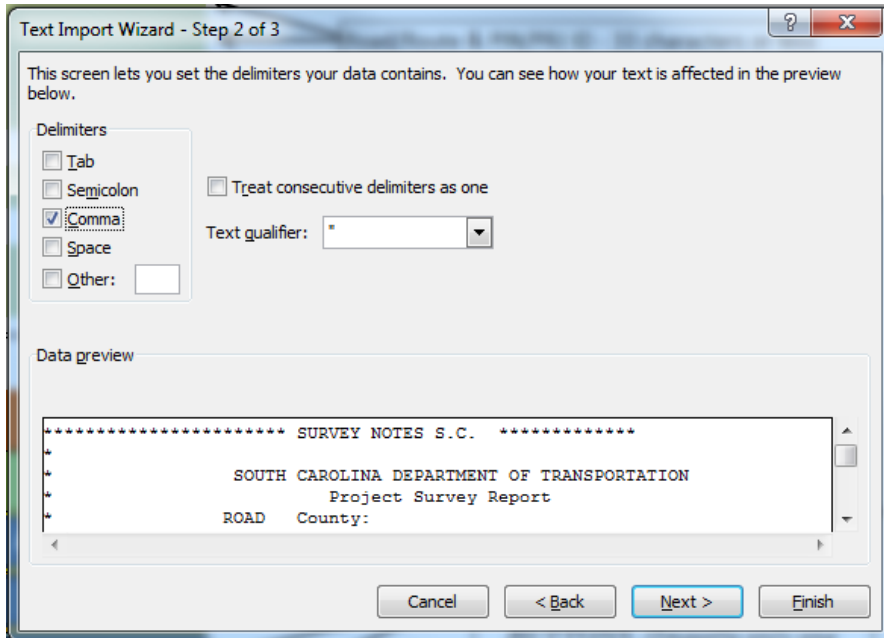 Text Import Wizard - Step 2 of 3
This screen lets you set the delimiters your data contains. You can see how your text is affected in the preview
below.
Delimiters
Tab
Semicolon
Comma
Space
Other:
Treat consecutive delimiters as one
Text qualifier: "
Data preview
*********************** SURVEY NOTES S.C. *************
*
* SOUTH CAROLINA DEPARTMENT OF TRANSPORTATION
* Project Survey Report
* ROAD County:
Cancel < Back Next > Finish